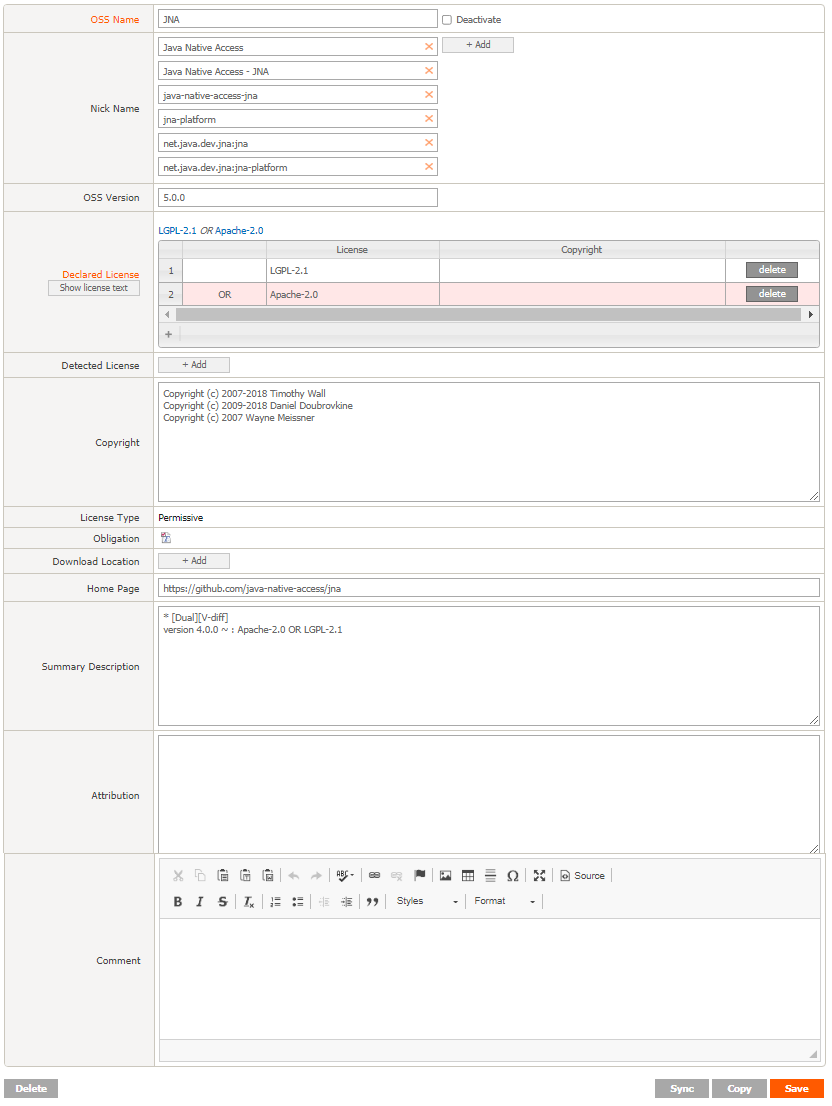 OSS Name
JNA
Deactivate
Nick Name
Java Native Access
+ Add
Java Native Access - JNA
java-native-access-jna
jna-platform
net.java.dev.jna:jna
net.java.dev.jna:jna-platform
OSS Version
5.0.0
Declared License
Show license text
LGPL-2.1 OR Apache-2.0
License Copyright
1 LGPL-2.1 delete
2 OR Apache-2.0 delete
+
Detected License
+ Add
Copyright
Copyright (c) 2007-2018 Timothy Wall
Copyright (c) 2009-2018 Daniel Doubrovkine
Copyright (c) 2007 Wayne Meissner
License Type
Permissive
Obligation
Download Location
+ Add
Home Page
https://github.com/java-native-access/jna
Summary Description
* [Dual][V-diff]
version 4.0.0 ~ : Apache-2.0 OR LGPL-2.1
Attribution
Comment
ABC Ω Source
B I S Tx Styles Format
Delete Sync Copy Save